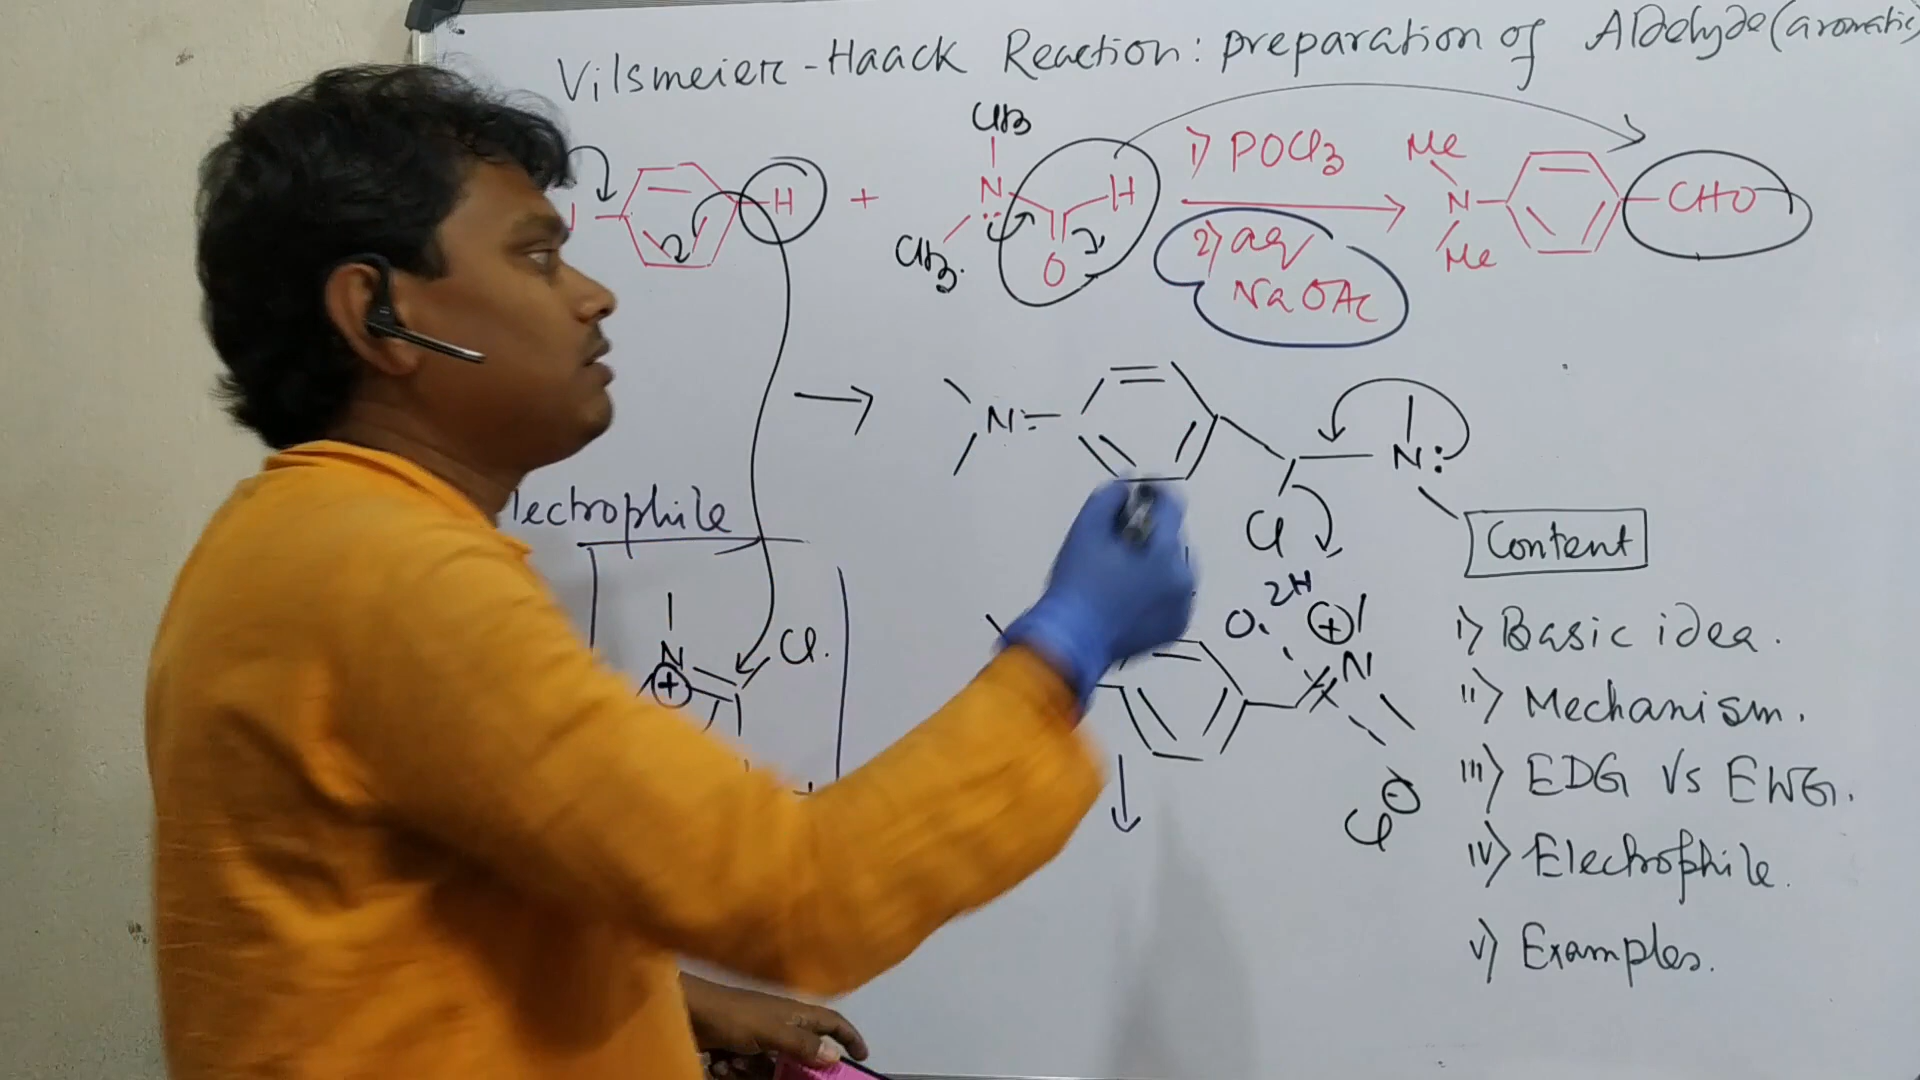 Vilsmeier-Haack Reaction: preparation of Aldehyde (aromatic)
CH3
H + N H
CH3.
O
1) POCl3
2) aq
NaOAc
Me
N CHO
Me
N: N:
Cl
lectrophile
N Cl.
+
2H
O: + N
Cl -
Content
i) Basic idea.
ii) Mechanism.
iii) EDG Vs EWG.
iv) Electrophile.
v) Examples.